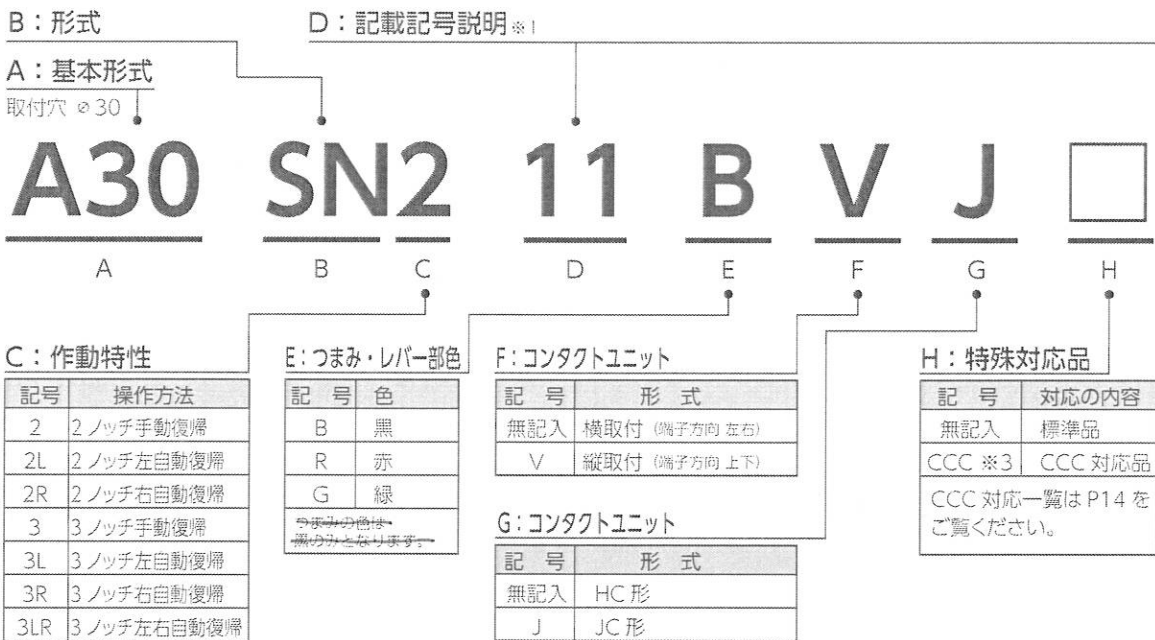 B：形式
D：記載記号説明※1
A：基本形式
取付穴 ø30
A30 SN2 11 B V J □
A B C D E F G H
C：作動特性
記号 操作方法
2 2ノッチ手動復帰
2L 2ノッチ左自動復帰
2R 2ノッチ右自動復帰
3 3ノッチ手動復帰
3L 3ノッチ左自動復帰
3R 3ノッチ右自動復帰
3LR 3ノッチ左右自動復帰
E：つまみ・レバー部色
記 号 色
B 黒
R 赤
G 緑
つまみの色は
黒のみとなります。
F：コンタクトユニット
記 号 形 式
無記入 横取付（端子方向 左右）
V 縦取付（端子方向 上下）
G：コンタクトユニット
記 号 形 式
無記入 HC形
J JC形
H：特殊対応品
記 号 対応の内容
無記入 標準品
CCC ※3 CCC対応品
CCC対応一覧はP14を
ご覧ください。